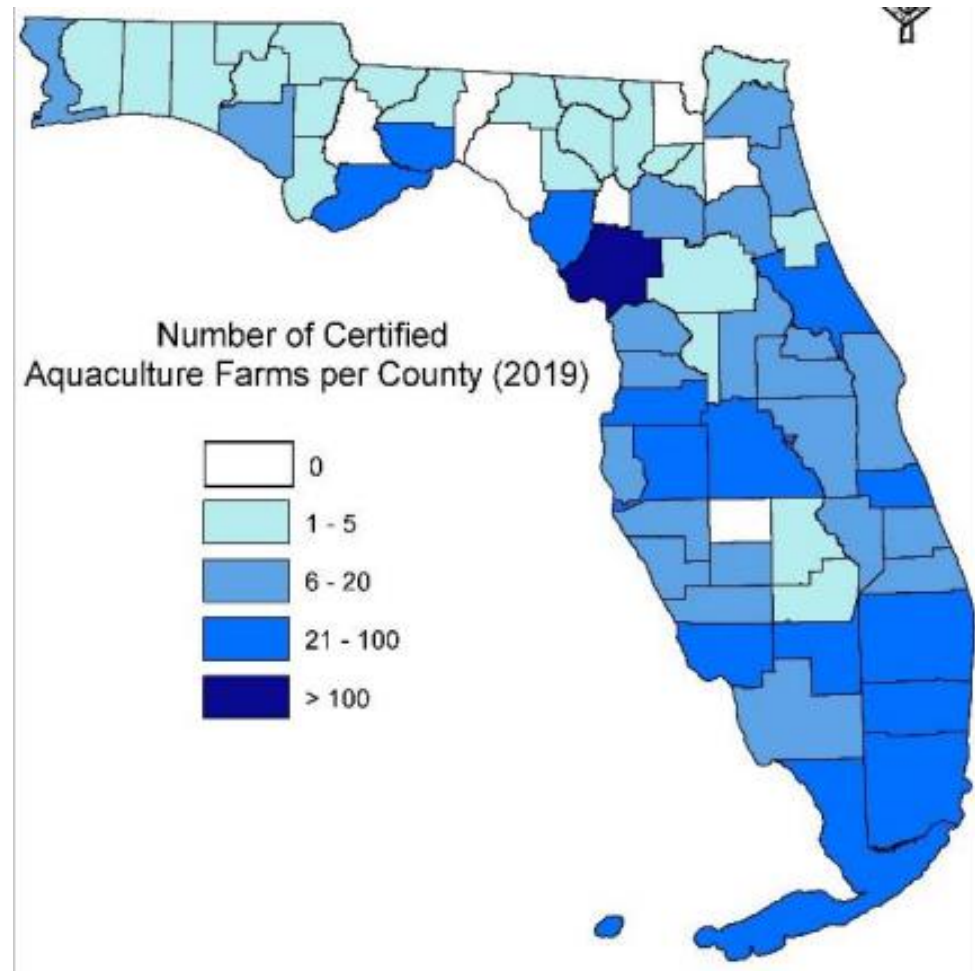 Number of Certified
Aquaculture Farms per County (2019)
0
1 - 5
6 - 20
21 - 100
> 100